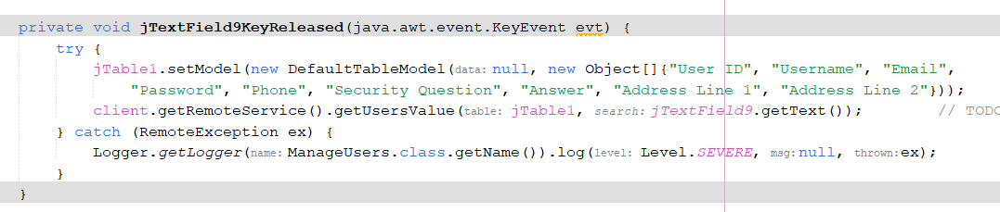 private void jTextField9KeyReleased(java.awt.event.KeyEvent evt) {
try {
jTable1.setModel(new DefaultTableModel(data: null, new Object[]{"User ID", "Username", "Email",
"Password", "Phone", "Security Question", "Answer", "Address Line 1", "Address Line 2"}));
client.getRemoteService().getUsersValue(table: jTable1, search: jTextField9.getText()); // TODO
} catch (RemoteException ex) {
Logger.getLogger(name: ManageUsers.class.getName()).log(level: Level.SEVERE, msg: null, thrown: ex);
}
}